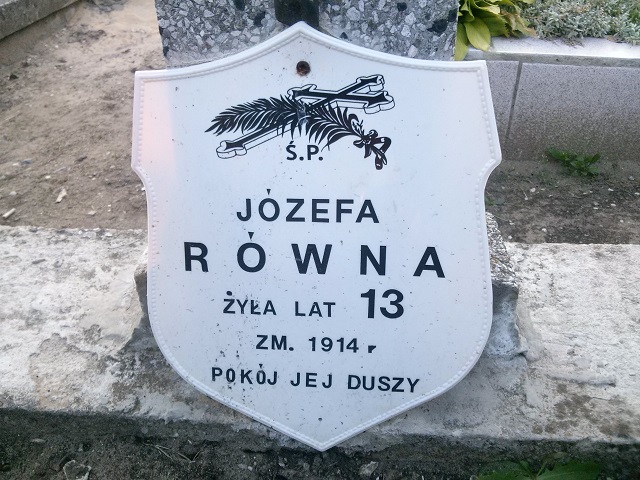 Ś.P.
JÓZEFA
RÓWNA
ŻYŁA LAT 13
ZM. 1914 r
POKÓJ JEJ DUSZY